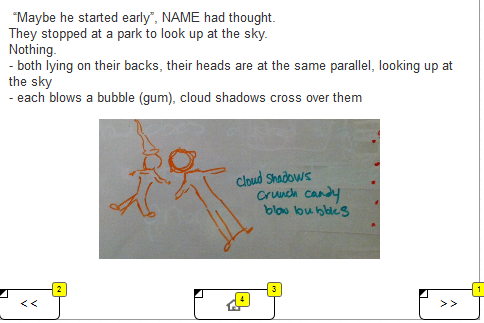 “Maybe he started early”, NAME had thought.
They stopped at a park to look up at the sky.
Nothing.
- both lying on their backs, their heads are at the same parallel, looking up at
the sky
- each blows a bubble (gum), cloud shadows cross over them
Cloud Shadows
Crunch candy
blow bubbles
2
3
4
1
<<
>>